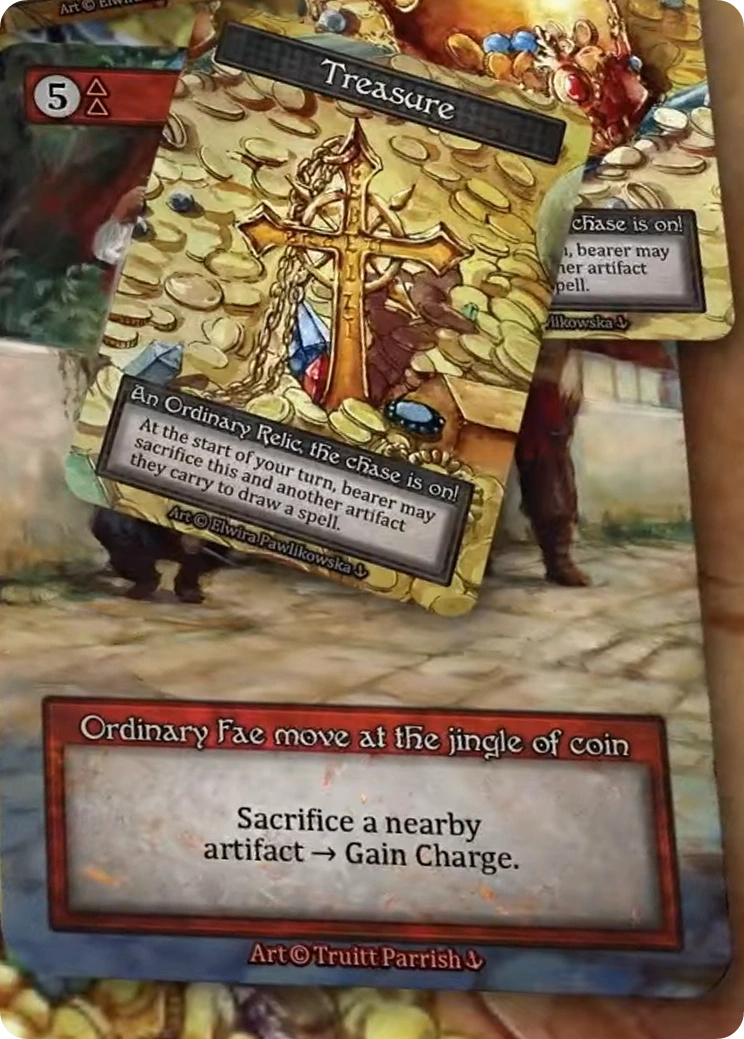 Art © Elwira
5
Treasure
An Ordinary Relic, the chase is on!
At the start of your turn, bearer may
sacrifice this and another artifact
they carry to draw a spell.
Art © Elwira Pawlikowska
chase is on!
, bearer may
her artifact
pell.
likowska
Ordinary Fae move at the jingle of coin
Sacrifice a nearby
artifact → Gain Charge.
Art © Truitt Parrish